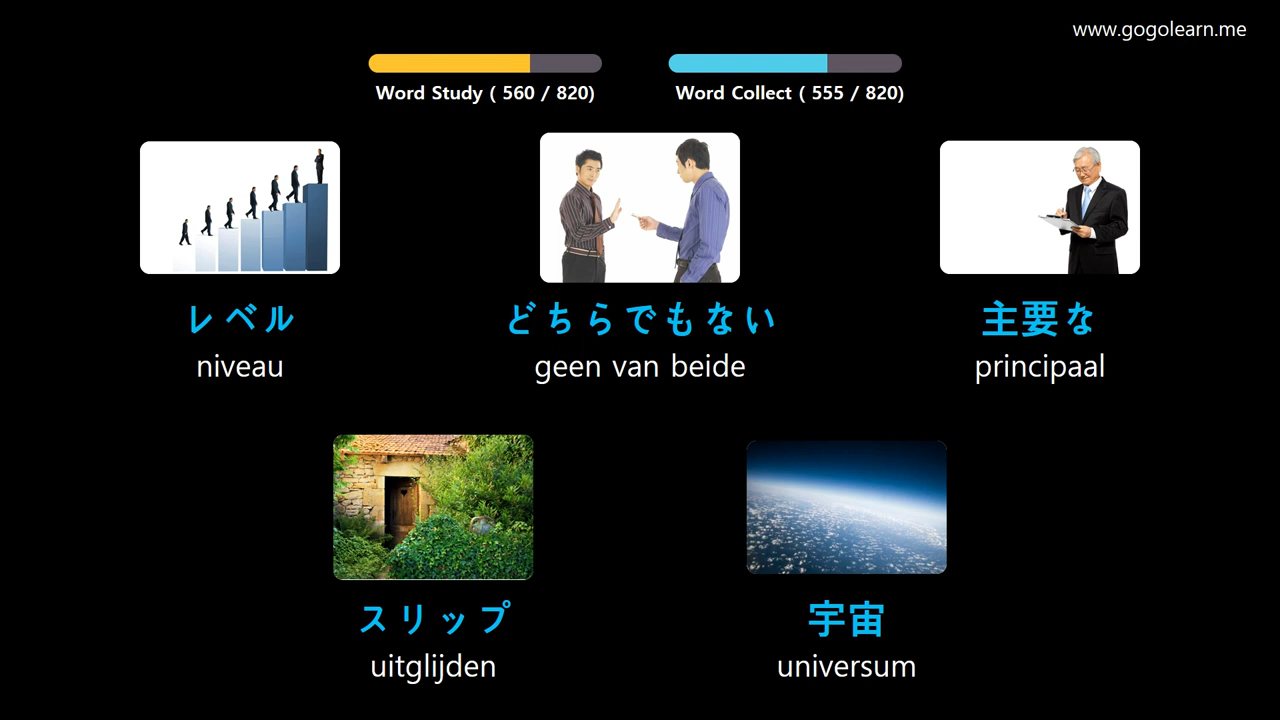 www.gogolearn.me
Word Study ( 560 / 820)
Word Collect ( 555 / 820)
レベル
niveau
どちらでもない
geen van beide
主要な
principaal
スリップ
uitglijden
宇宙
universum